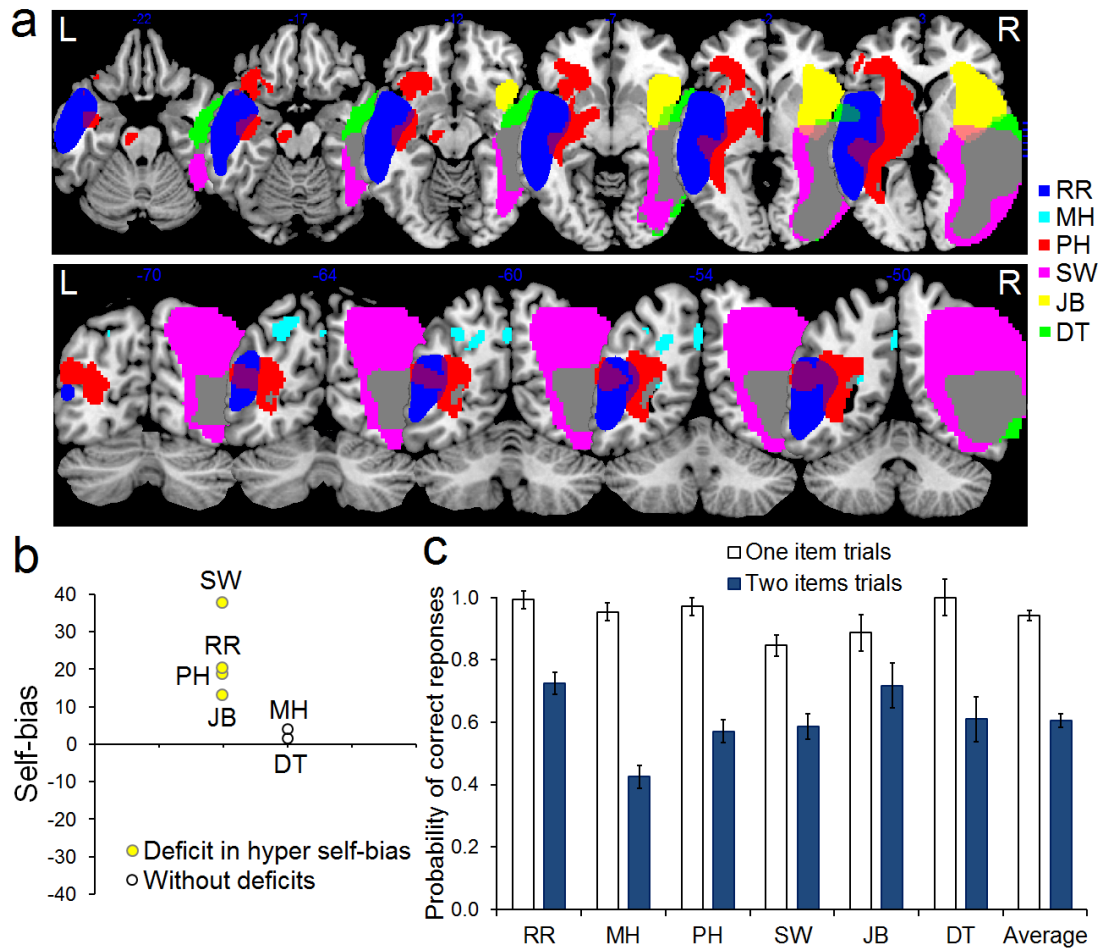 a
-22 -17 -12 -7 -2 3
L R
RR
MH
PH
SW
JB
DT
-70 -64 -60 -54 -50
L R
b
Self-bias
40
30
20
10
0
-10
-20
-30
-40
SW
RR
PH
JB
MH
DT
Deficit in hyper self-bias
Without deficits
c
One item trials
Two items trials
Probability of correct reponses
1.0
0.8
0.6
0.4
0.2
0.0
RR MH PH SW JB DT Average